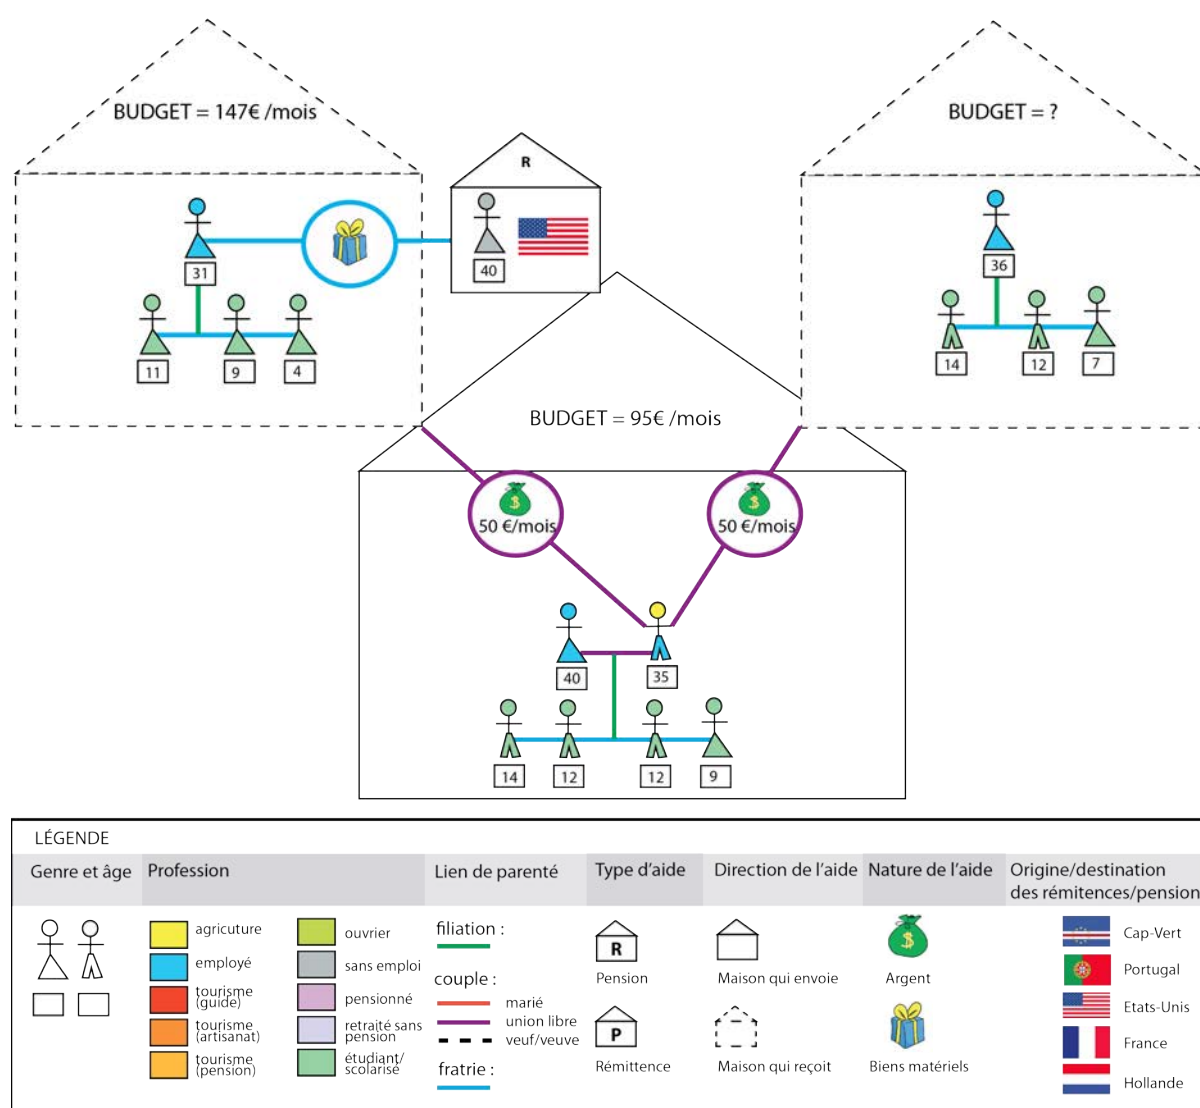 BUDGET = 147€ /mois
BUDGET = ?
R
31
40
36
11
9
4
14
12
7
BUDGET = 95€ /mois
$
50 €/mois
$
50 €/mois
40
35
14
12
12
9
LÉGENDE
Genre et âge
Profession
Lien de parenté
Type d'aide
Direction de l'aide
Nature de l'aide
Origine/destination
des rémitences/pension
agricuture
employé
tourisme
(guide)
tourisme
(artisanat)
tourisme
(pension)
ouvrier
sans emploi
pensionné
retraité sans
pension
étudiant/
scolarisé
filiation :
couple :
marié
union libre
veuf/veuve
fratrie :
R
Pension
P
Rémittence
Maison qui envoie
Maison qui reçoit
$
Argent
Biens matériels
Cap-Vert
Portugal
Etats-Unis
France
Hollande